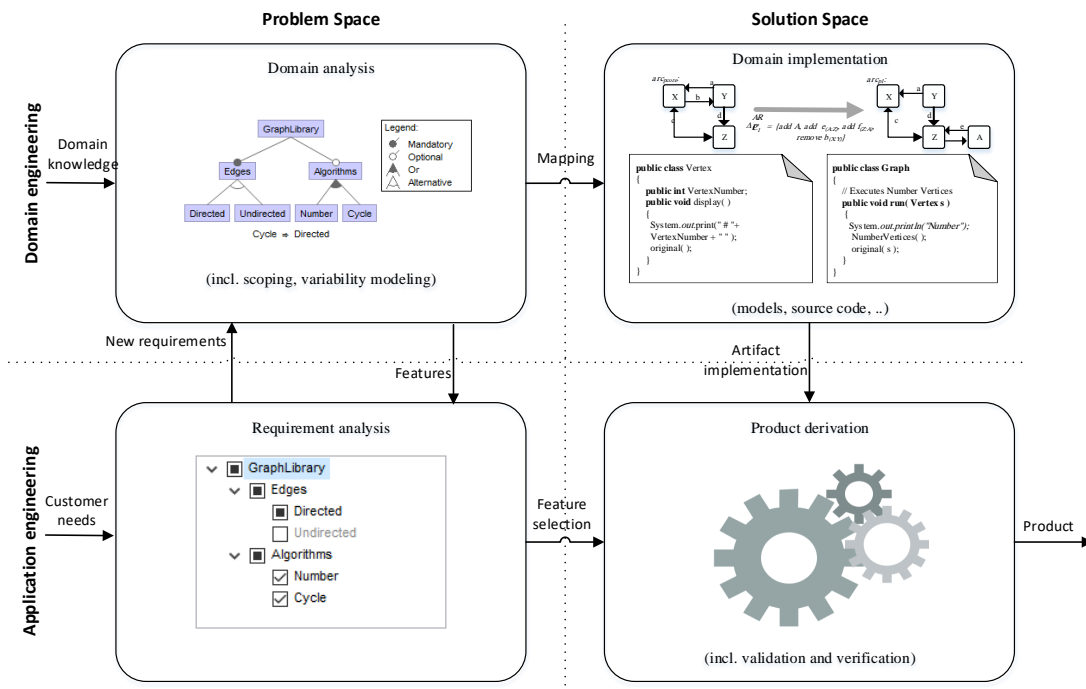 Problem Space
Solution Space
Domain engineering
Application engineering
Domain
knowledge
Domain analysis
GraphLibrary
Edges
Algorithms
Directed
Undirected
Number
Cycle
Cycle ⇒ Directed
Legend:
Mandatory
Optional
Or
Alternative
(incl. scoping, variability modeling)
Mapping
Domain implementation
X
Y
Z
a
b
c
d
= {add A, add
remove
X
Y
Z
A
a
c
d
e
public class Vertex
{
public int VertexNumber;
public void display( )
{
System.out.print(" # "+
VertexNumber + " " );
original( );
}
}
public class Graph
{
// Executes Number Vertices
public void run( Vertex s )
{
System.out.println("Number");
NumberVertices( );
original( s );
}
}
(models, source code, ..)
New requirements
Features
Artifact
implementation
Customer
needs
Requirement analysis
GraphLibrary
Edges
Directed
Undirected
Algorithms
Number
Cycle
Feature
selection
Product derivation
(incl. validation and verification)
Product